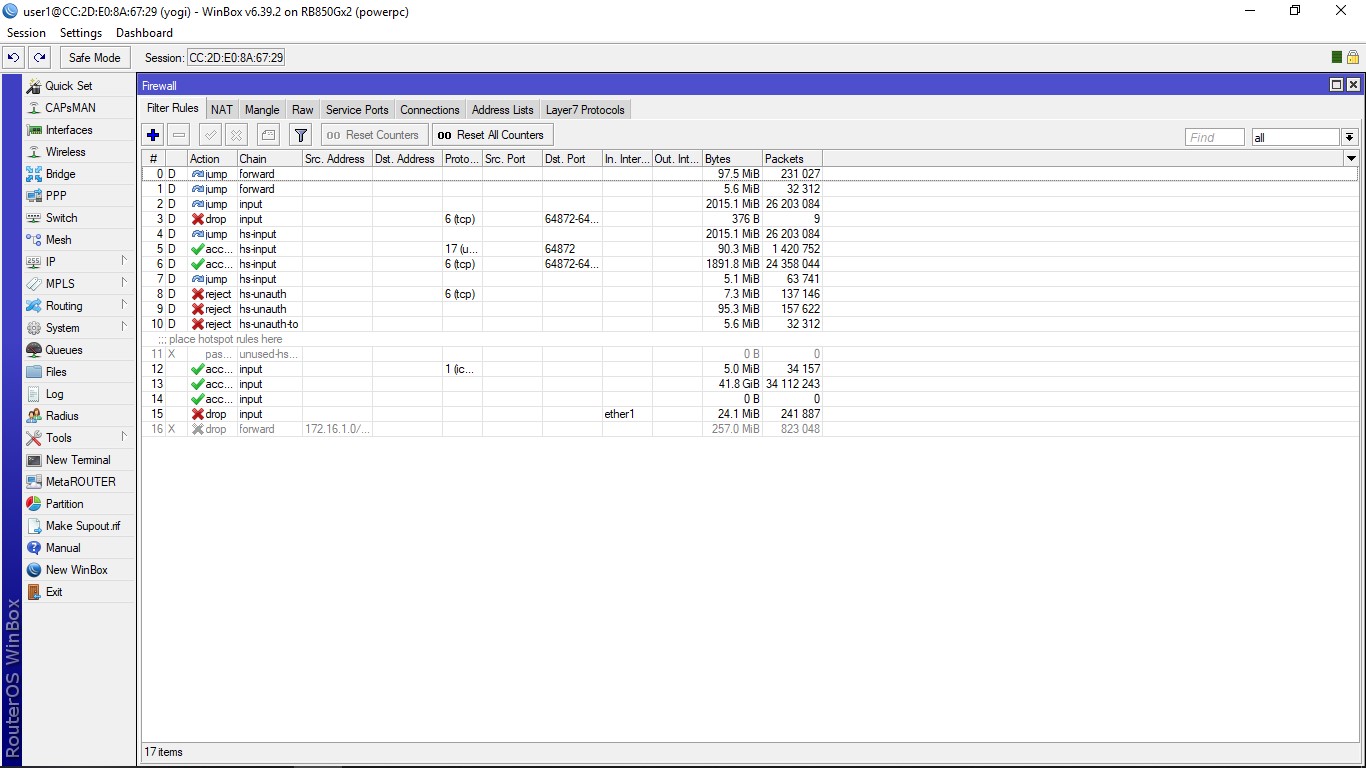 user1@CC:2D:E0:8A:67:29 (yogi) - WinBox v6.39.2 on RB850Gx2 (powerpc)
Session Settings Dashboard
Safe Mode Session: CC:2D:E0:8A:67:29
Quick Set
CAPsMAN
Interfaces
Wireless
Bridge
PPP
Switch
Mesh
IP
MPLS
Routing
System
Queues
Files
Log
Radius
Tools
New Terminal
MetaROUTER
Partition
Make Supout.rif
Manual
New WinBox
Exit
RouterOS WinBox
Firewall
Filter Rules NAT Mangle Raw Service Ports Connections Address Lists Layer7 Protocols
00 Reset Counters 00 Reset All Counters Find all
# Action Chain Src. Address Dst. Address Proto... Src. Port Dst. Port In. Inter... Out. Int... Bytes Packets
0 D jump forward 97.5 MiB 231 027
1 D jump forward 5.6 MiB 32 312
2 D jump input 2015.1 MiB 26 203 084
3 D drop input 6 (tcp) 64872-64... 376 B 9
4 D jump hs-input 2015.1 MiB 26 203 084
5 D acc... hs-input 17 (u... 64872 90.3 MiB 1 420 752
6 D acc... hs-input 6 (tcp) 64872-64... 1891.8 MiB 24 358 044
7 D jump hs-input 5.1 MiB 63 741
8 D reject hs-unauth 6 (tcp) 7.3 MiB 137 146
9 D reject hs-unauth 95.3 MiB 157 622
10 D reject hs-unauth-to 5.6 MiB 32 312
::: place hotspot rules here
11 X pas... unused-hs... 0 B 0
12 acc... input 1 (ic... 5.0 MiB 34 157
13 acc... input 41.8 GiB 34 112 243
14 acc... input 0 B 0
15 drop input ether1 24.1 MiB 241 887
16 X drop forward 172.16.1.0/... 257.0 MiB 823 048
17 items